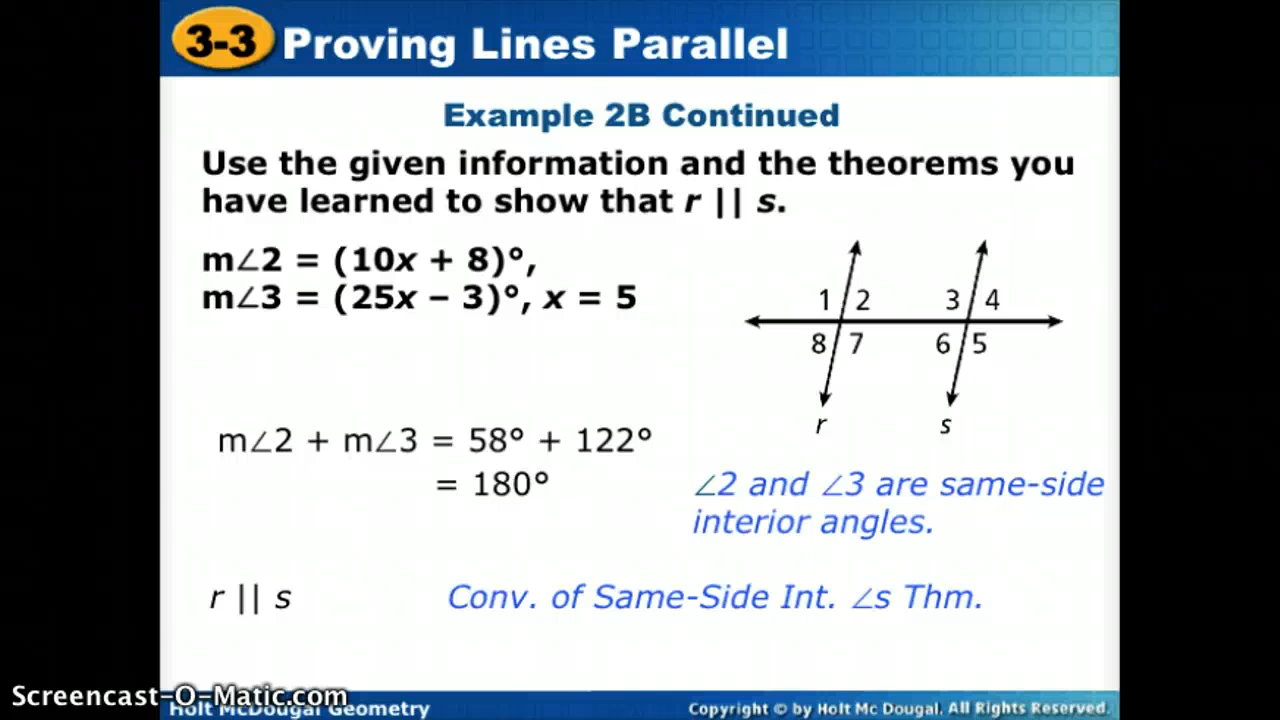 3-3 Proving Lines Parallel
Example 2B Continued
Use the given information and the theorems you
have learned to show that r || s.
m∠2 = (10x + 8)°,
m∠3 = (25x – 3)°, x = 5
1 2 3 4
8 7 6 5
r s
m∠2 + m∠3 = 58° + 122°
= 180°
∠2 and ∠3 are same-side
interior angles.
r || s Conv. of Same-Side Int. ∠s Thm.
Screencast-O-Matic.com
Holt McDougal Geometry
Copyright © by Holt Mc Dougal. All Rights Reserved.